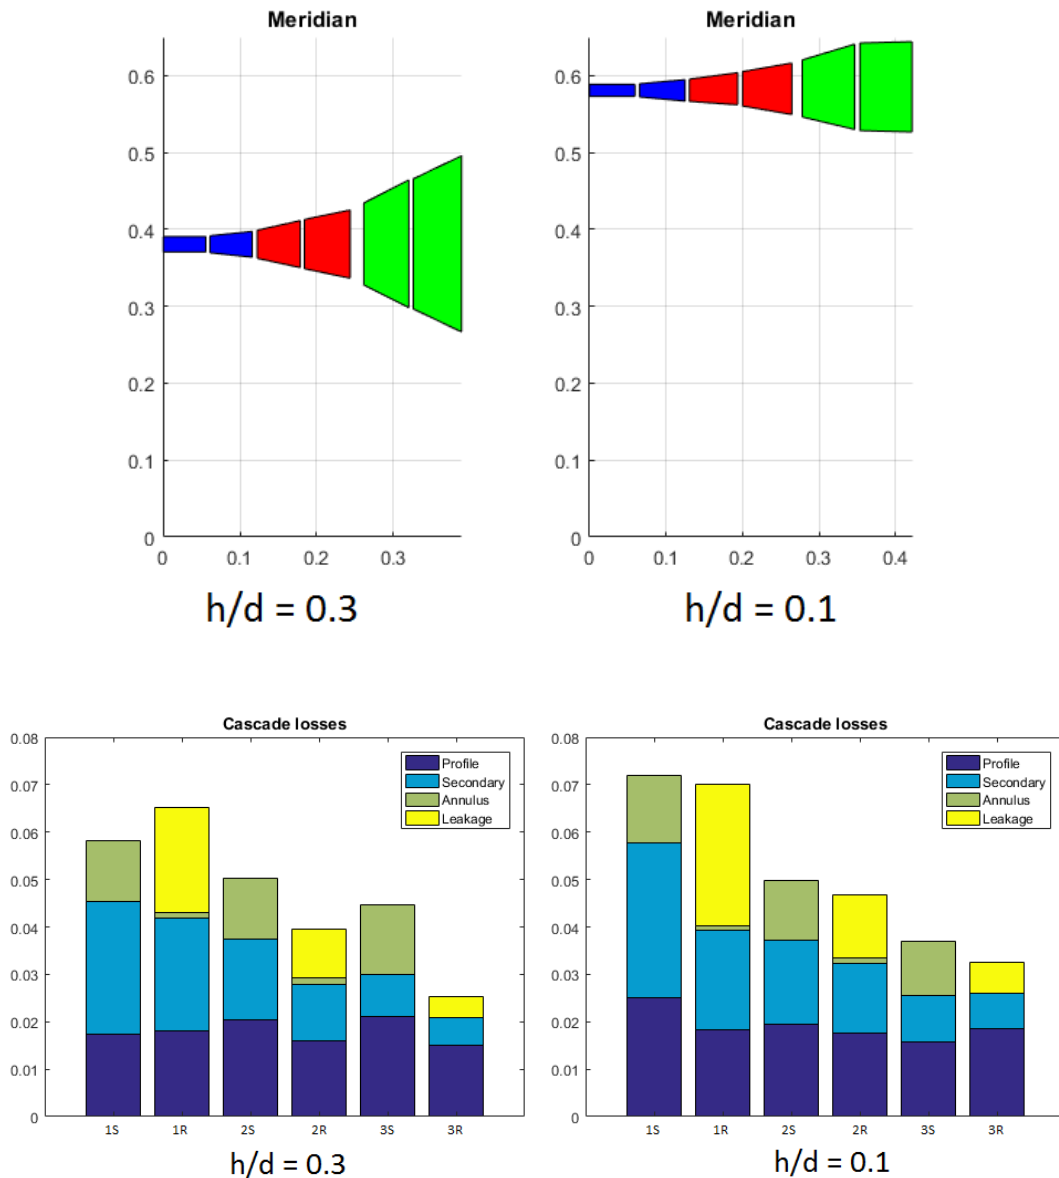 Meridian
Meridian
0.6
0.5
0.4
0.3
0.2
0.1
0
0 0.1 0.2 0.3
0.6
0.5
0.4
0.3
0.2
0.1
0
0 0.1 0.2 0.3 0.4
h/d = 0.3
h/d = 0.1
Cascade losses
0.08
0.07
0.06
0.05
0.04
0.03
0.02
0.01
0
Profile
Secondary
Annulus
Leakage
1S 1R 2S 2R 3S 3R
h/d = 0.3
Cascade losses
0.08
0.07
0.06
0.05
0.04
0.03
0.02
0.01
0
Profile
Secondary
Annulus
Leakage
1S 1R 2S 2R 3S 3R
h/d = 0.1